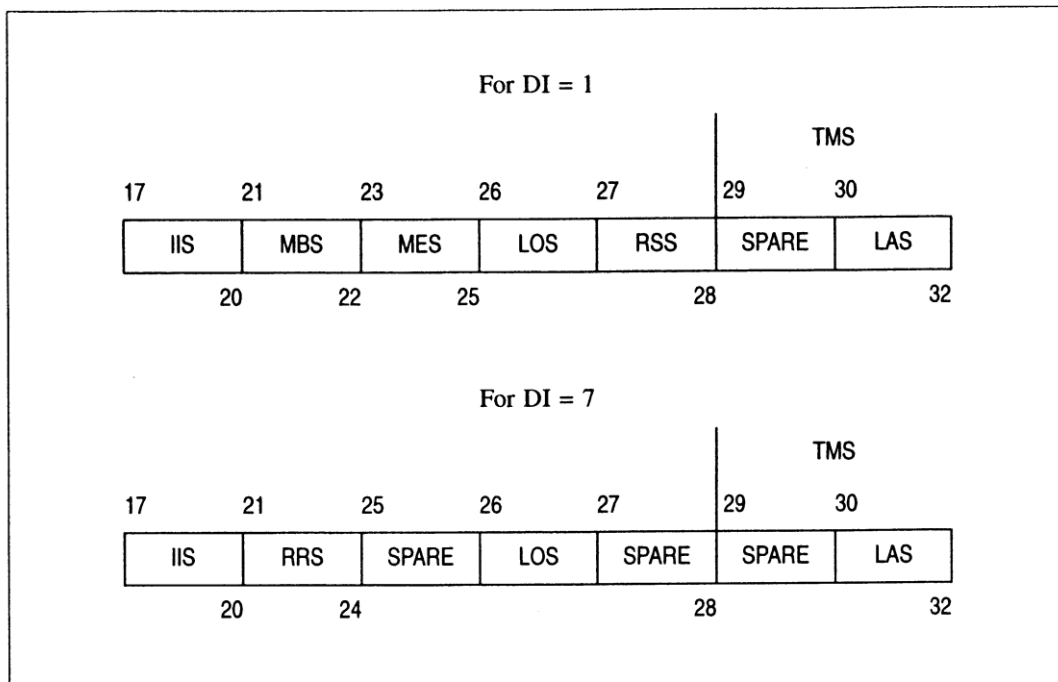 For DI = 1
TMS
17 21 23 26 27 29 30
IIS MBS MES LOS RSS SPARE LAS
20 22 25 28 32
For DI = 7
TMS
17 21 25 26 27 29 30
IIS RRS SPARE LOS SPARE SPARE LAS
20 24 28 32